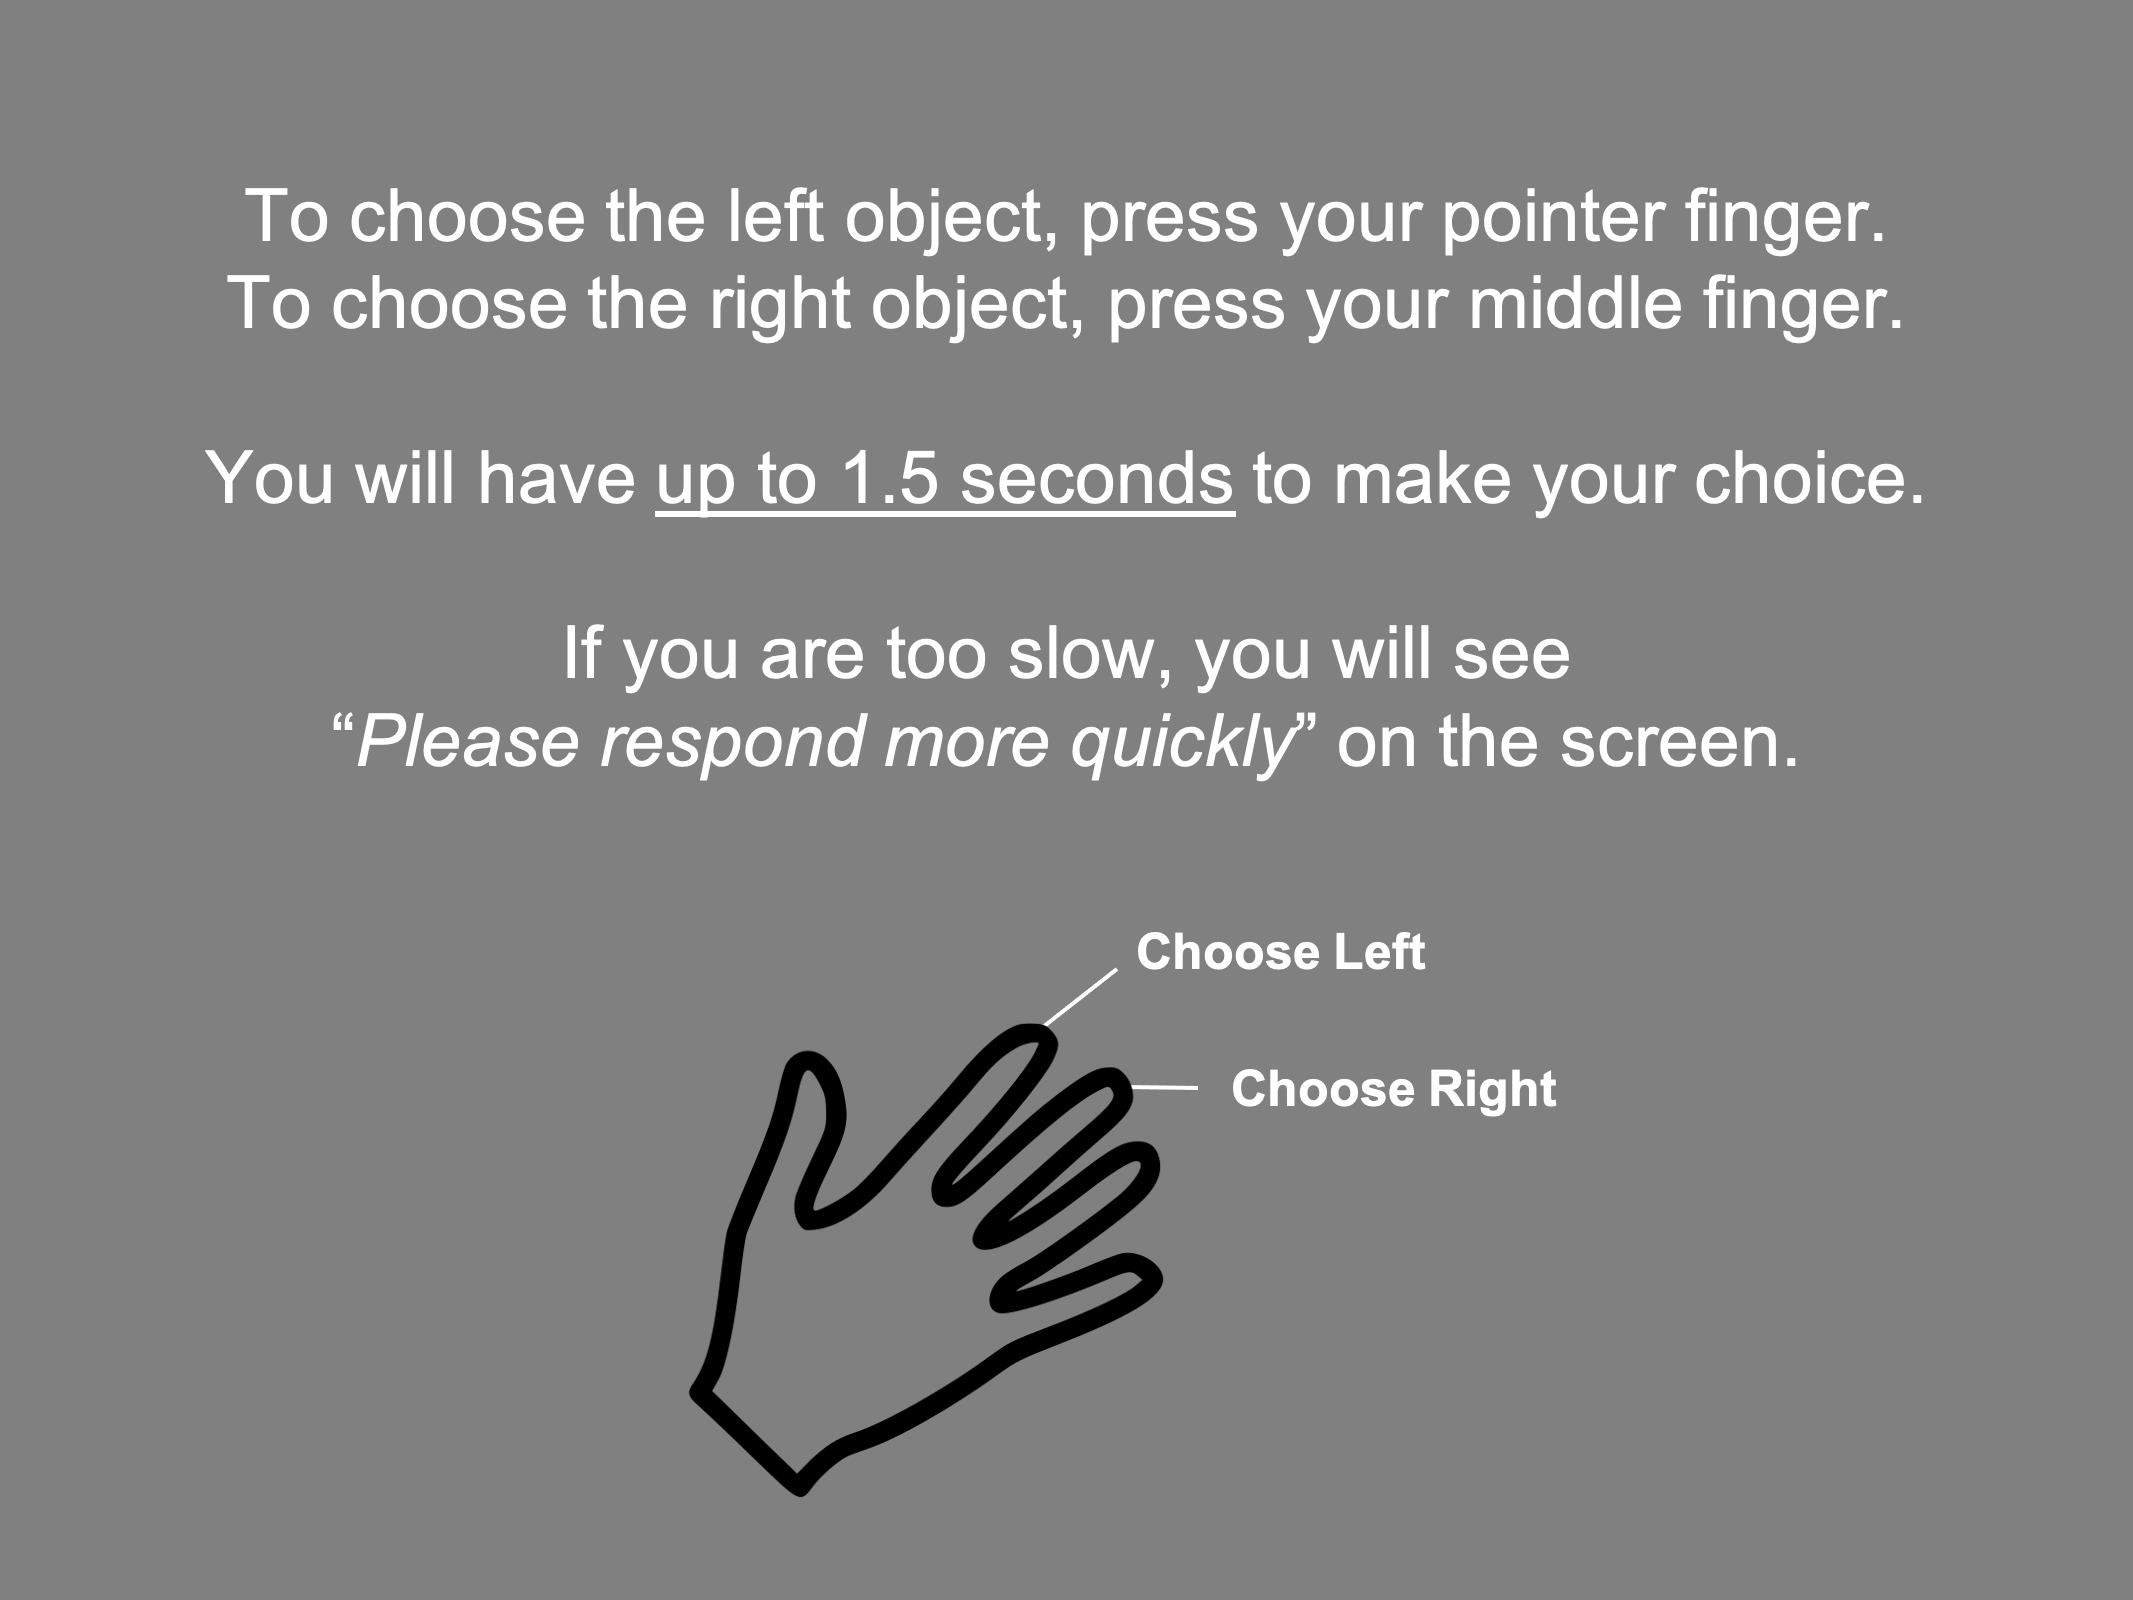 To choose the left object, press your pointer finger.
To choose the right object, press your middle finger.
You will have up to 1.5 seconds to make your choice.
If you are too slow, you will see
“Please respond more quickly” on the screen.
Choose Left
Choose Right